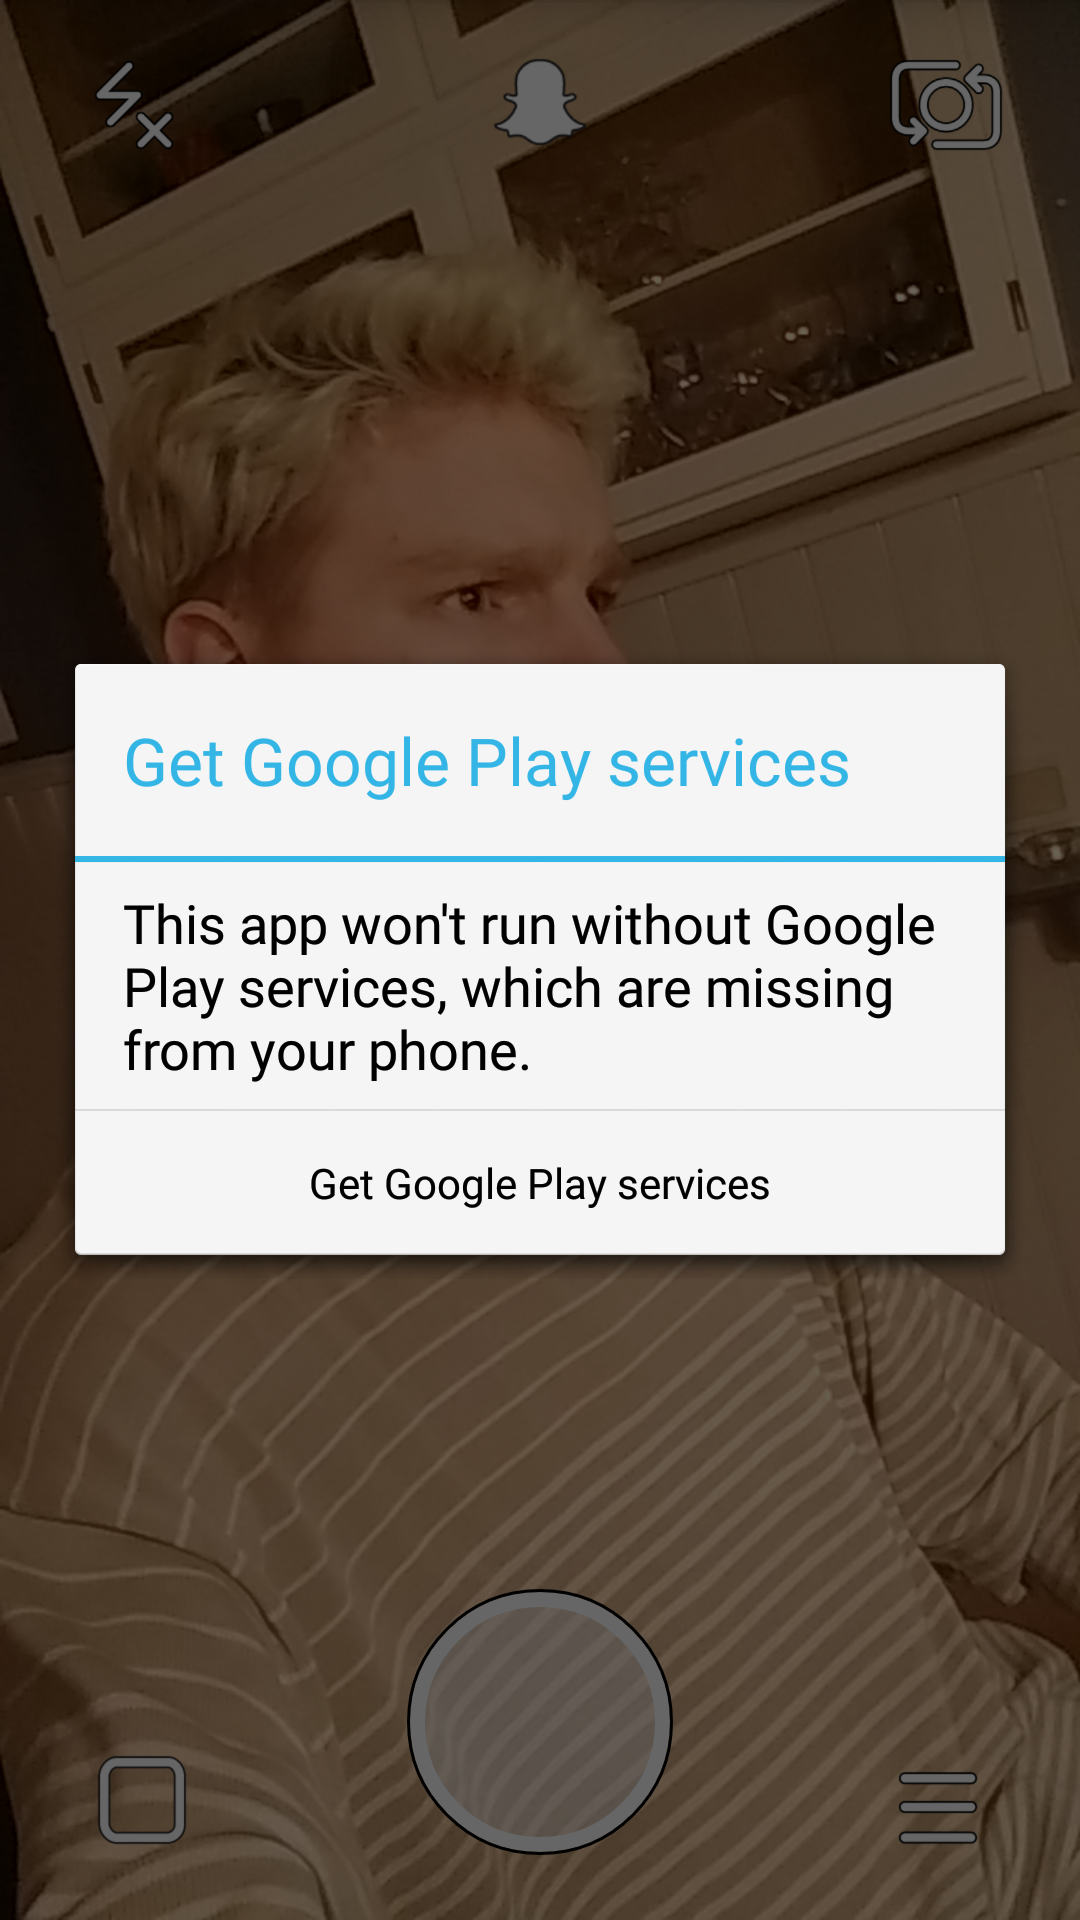 Get Google Play services
This app won't run without Google
Play services, which are missing
from your phone.
Get Google Play services